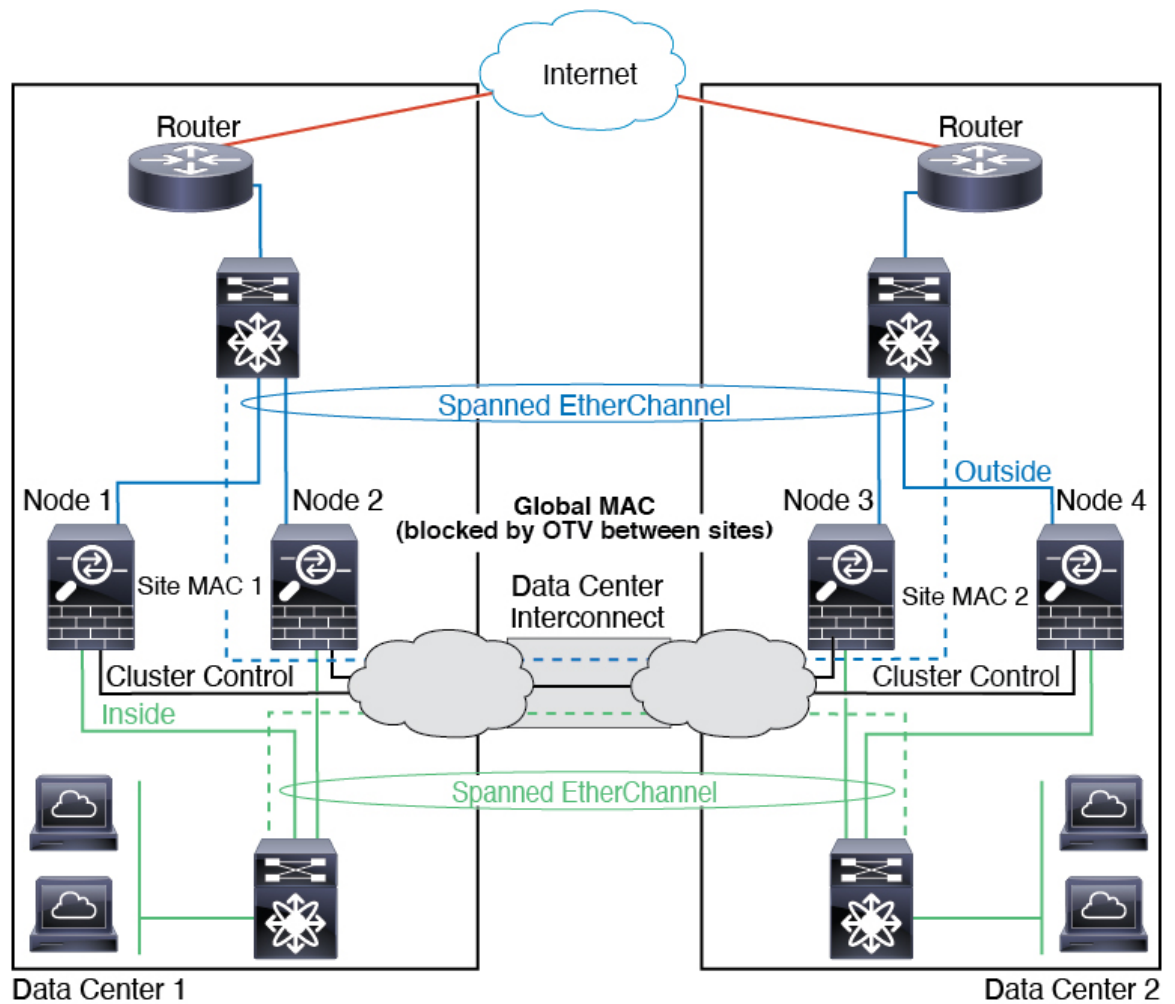 Internet
Router
Router
Spanned EtherChannel
Outside
Node 1
Node 2
Global MAC
(blocked by OTV between sites)
Node 3
Node 4
Site MAC 1
Data Center
Interconnect
Site MAC 2
Cluster Control
Cluster Control
Inside
Spanned EtherChannel
Data Center 1
Data Center 2